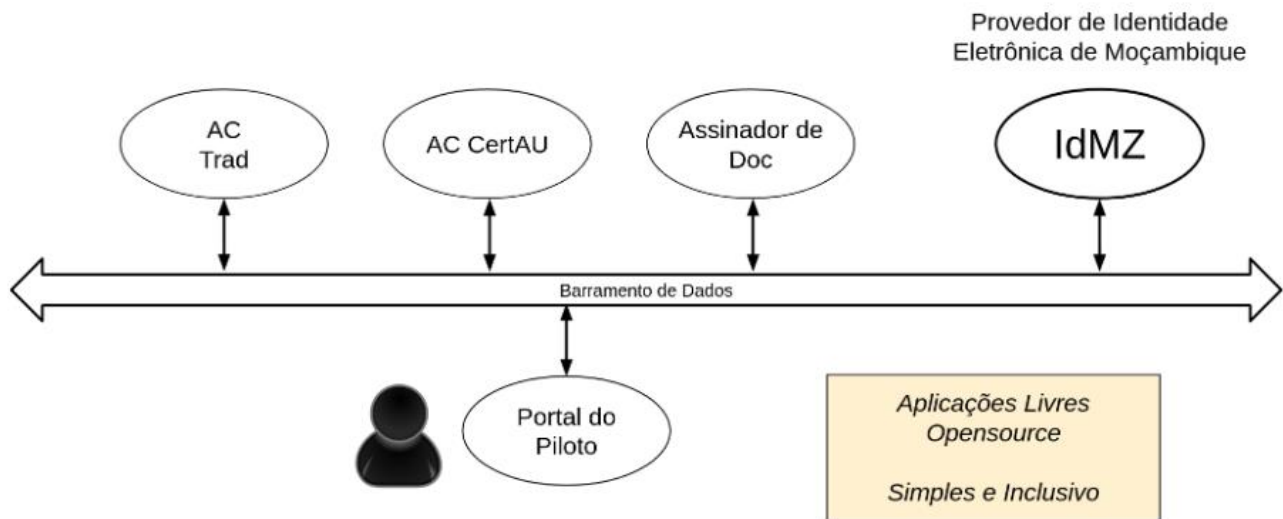 Provedor de Identidade
Eletrônica de Moçambique
AC
Trad
AC CertAU
Assinador de
Doc
IdMZ
Barramento de Dados
Portal do
Piloto
Aplicações Livres
Opensource
Simples e Inclusivo